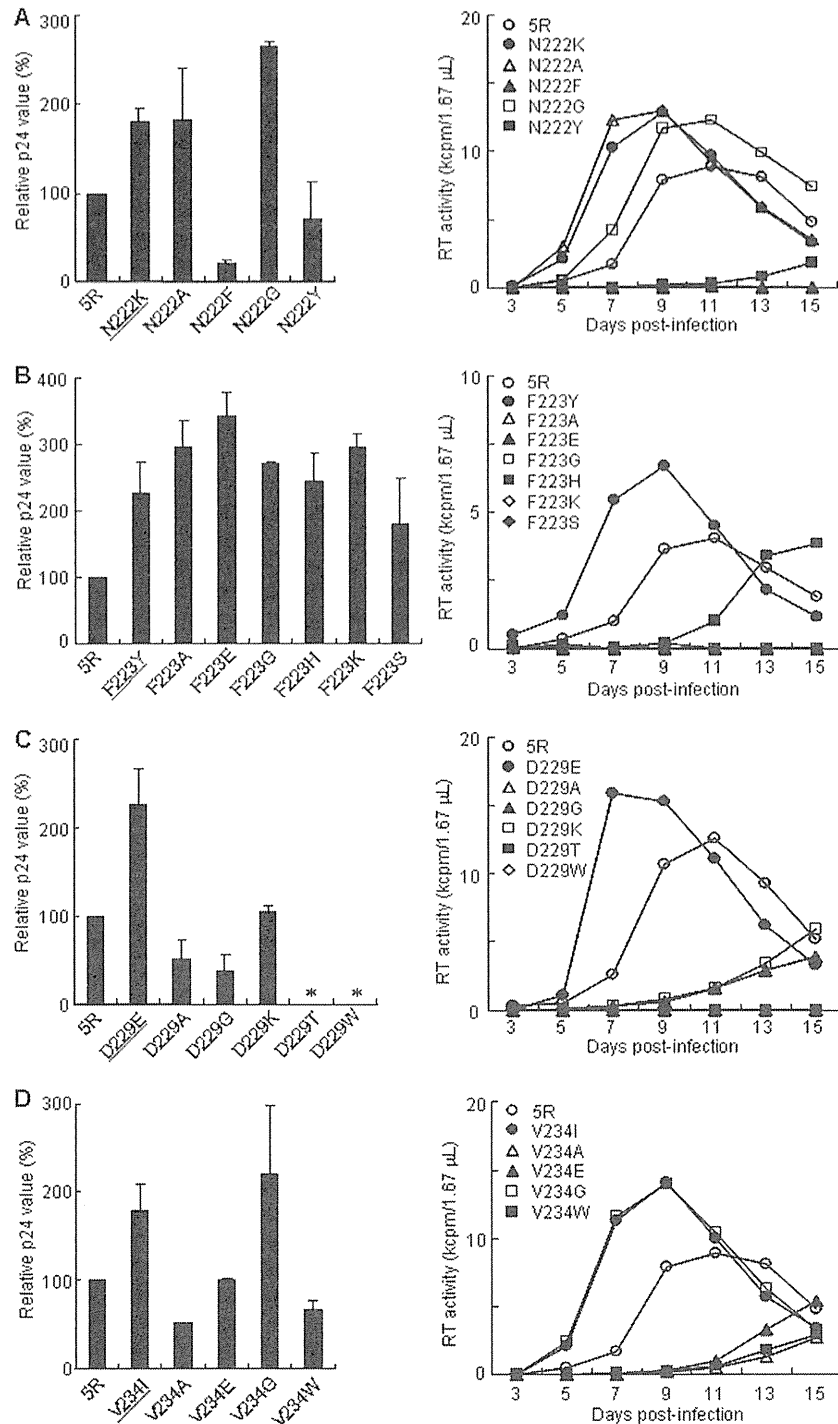 A
300
200
100
0
Relative p24 value (%)
5R
N222K
N222A
N222F
N222G
N222Y
20
10
0
RT activity (kcpm/1.67 µL)
5R
N222K
N222A
N222F
N222G
N222Y
3 5 7 9 11 13 15
Days post-infection
B
400
300
200
100
0
Relative p24 value (%)
5R
F223Y
F223A
F223E
F223G
F223H
F223K
F223S
10
5
0
RT activity (kcpm/1.67 µL)
5R
F223Y
F223A
F223E
F223G
F223H
F223K
F223S
3 5 7 9 11 13 15
Days post-infection
C
300
200
100
0
Relative p24 value (%)
* *
5R
D229E
D229A
D229G
D229K
D229T
D229W
20
10
0
RT activity (kcpm/1.67 µL)
5R
D229E
D229A
D229G
D229K
D229T
D229W
3 5 7 9 11 13 15
Days post-infection
D
300
200
100
0
Relative p24 value (%)
5R
V234I
V234A
V234E
V234G
V234W
20
10
0
RT activity (kcpm/1.67 µL)
5R
V234I
V234A
V234E
V234G
V234W
3 5 7 9 11 13 15
Days post-infection